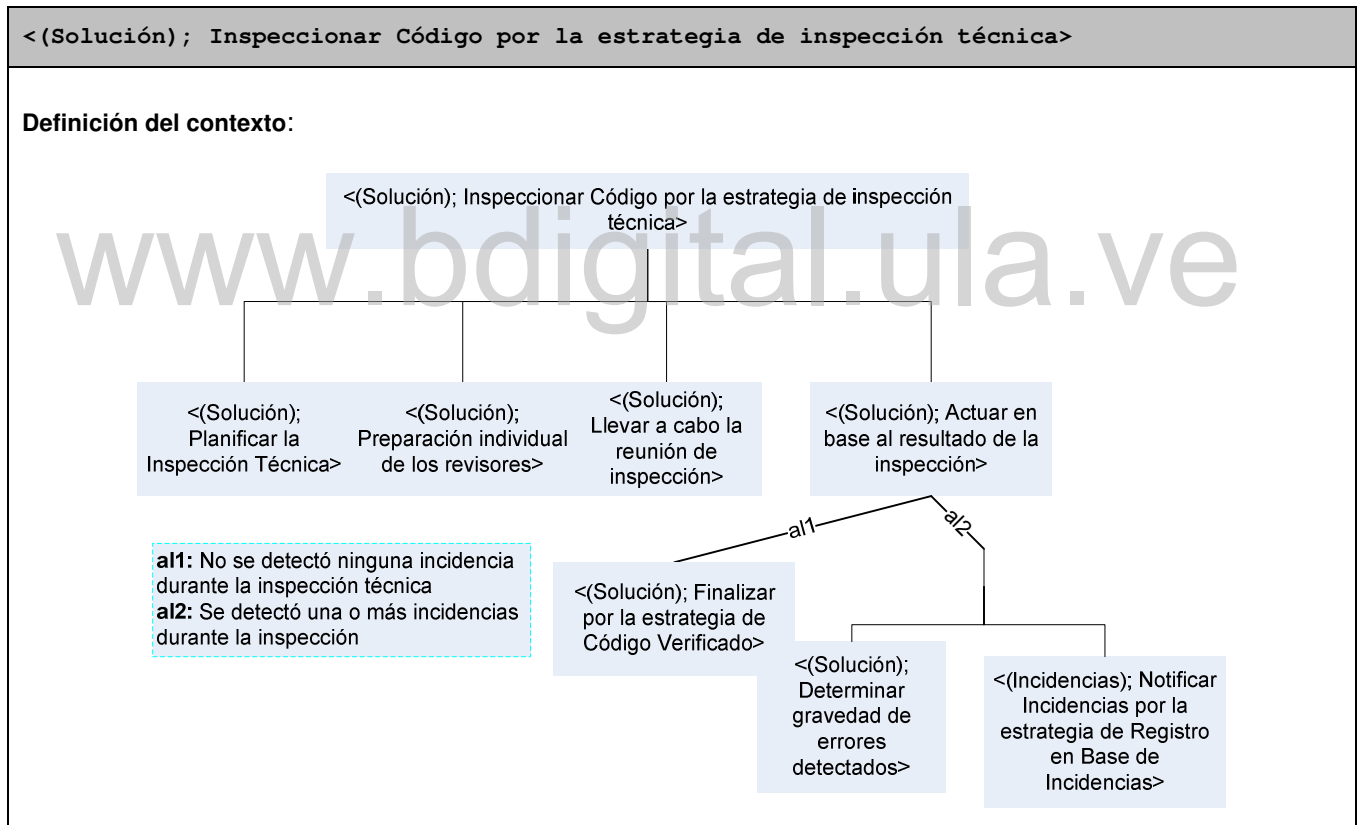 <(Solución); Inspeccionar Código por la estrategia de inspección técnica>
Definición del contexto:
<(Solución); Inspeccionar Código por la estrategia de inspección
técnica>
www.bdigital.ula.ve
<(Solución);
Planificar la
Inspección Técnica>
<(Solución);
Preparación individual
de los revisores>
<(Solución);
Llevar a cabo la
reunión de
inspección>
<(Solución); Actuar en
base al resultado de la
inspección>
al1
al2
al1: No se detectó ninguna incidencia
durante la inspección técnica
al2: Se detectó una o más incidencias
durante la inspección
<(Solución); Finalizar
por la estrategia de
Código Verificado>
<(Solución);
Determinar
gravedad de
errores
detectados>
<(Incidencias); Notificar
Incidencias por la
estrategia de Registro
en Base de
Incidencias>